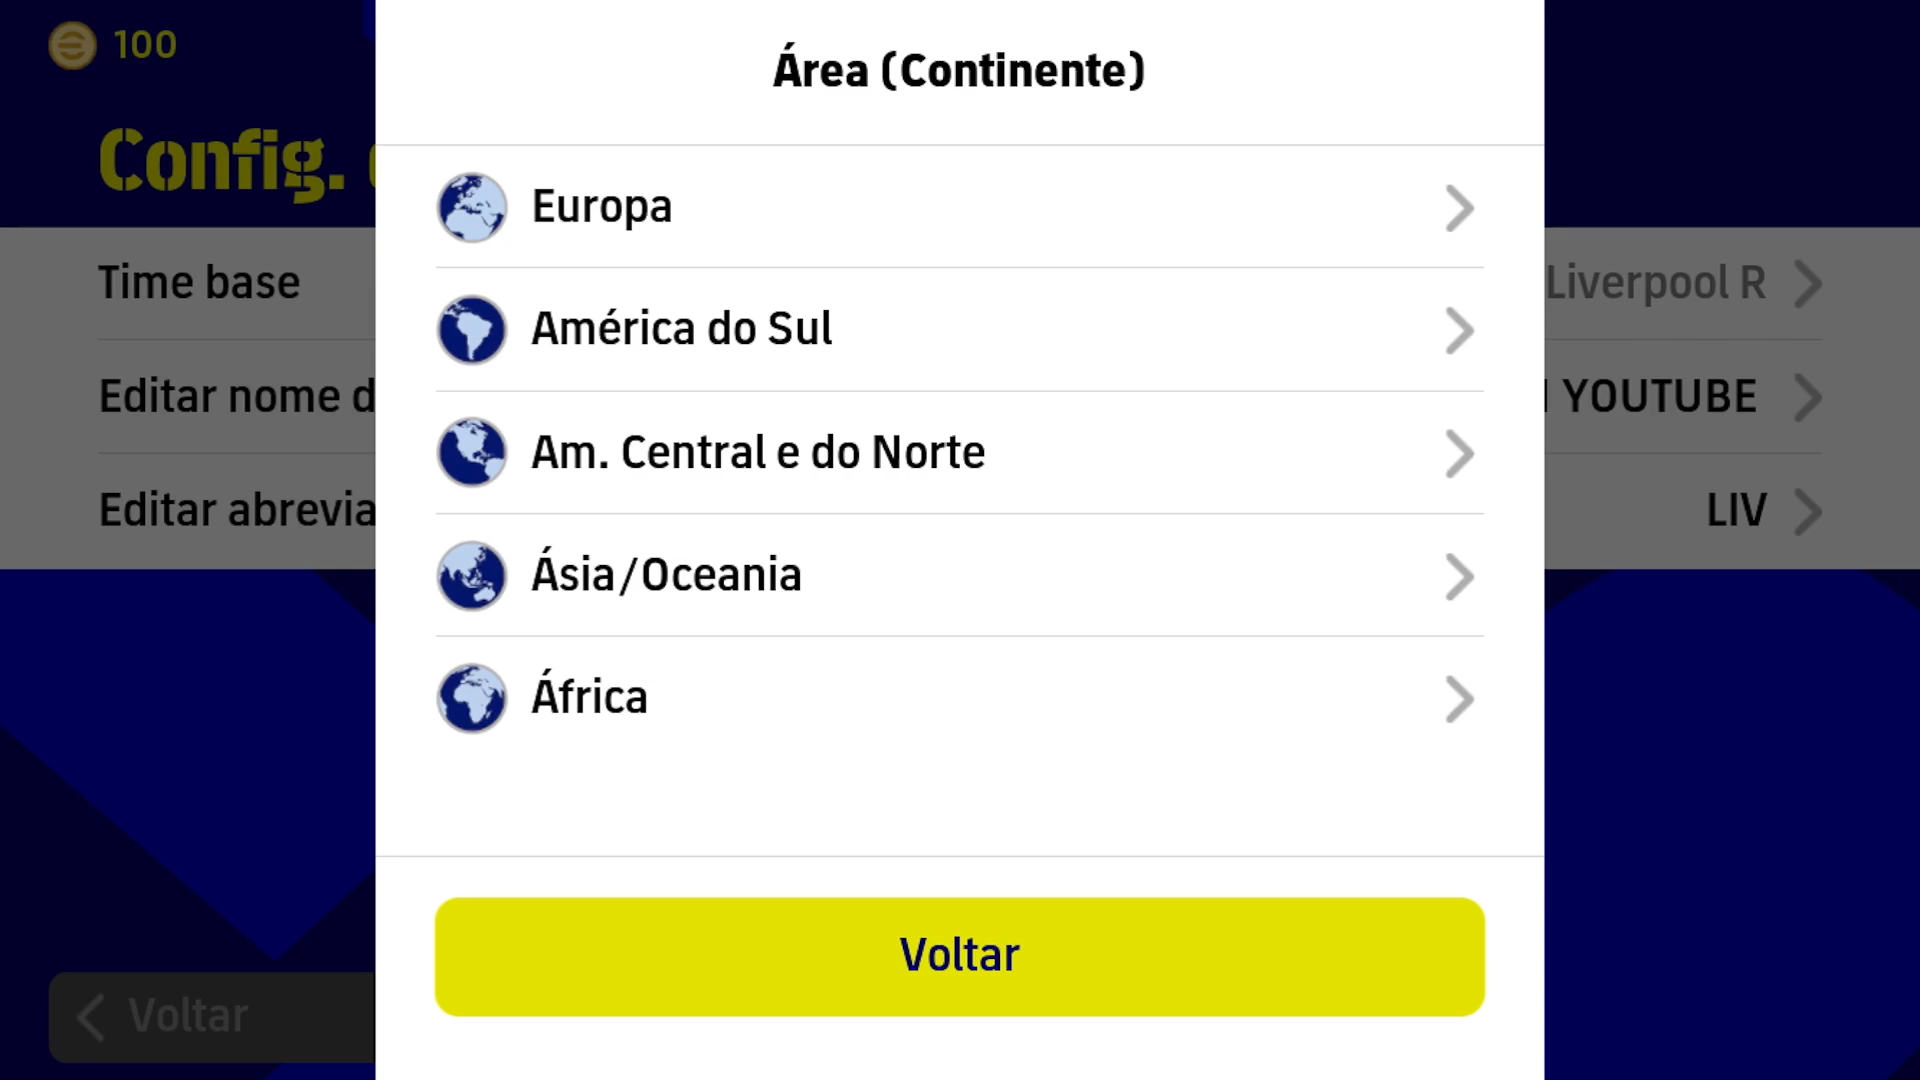 100
Config.
Área (Continente)
Europa
América do Sul
Am. Central e do Norte
Ásia/Oceania
África
Voltar
Time base
Liverpool R
Editar nome d
YOUTUBE
Editar abrevia
LIV
Voltar